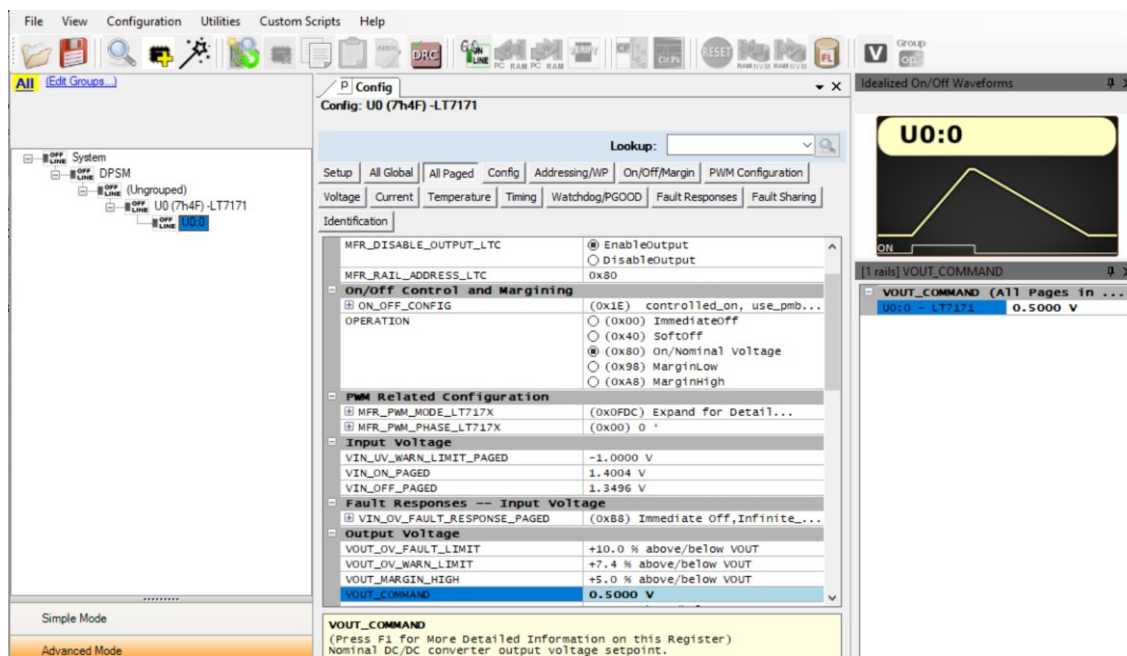 File View Configuration Utilities Custom Scripts Help
All (Edit Groups...)
System
DPSM
(Ungrouped)
U0 (7'h4F) -LT7171
U0:0
Simple Mode
Advanced Mode
P Config
Config: U0 (7'h4F) -LT7171
Lookup:
Setup All Global All Paged Config Addressing/WP On/Off/Margin PWM Configuration
Voltage Current Temperature Timing Watchdog/PGOOD Fault Responses Fault Sharing
Identification
MFR_DISABLE_OUTPUT_LTC EnableOutput
DisableOutput
MFR_RAIL_ADDRESS_LTC 0x80
On/Off Control and Margining
ON_OFF_CONFIG (0x1E) controlled_on, use_pmb...
OPERATION (0x00) ImmediateOff
(0x40) SoftOff
(0x80) On/Nominal Voltage
(0x98) MarginLow
(0xA8) MarginHigh
PWM Related Configuration
MFR_PWM_MODE_LT717X (0x0FDC) Expand for Detail...
MFR_PWM_PHASE_LT717X (0x00) 0 °
Input Voltage
VIN_UV_WARN_LIMIT_PAGED -1.0000 V
VIN_ON_PAGED 1.4004 V
VIN_OFF_PAGED 1.3496 V
Fault Responses -- Input Voltage
VIN_OV_FAULT_RESPONSE_PAGED (0xB8) Immediate Off,Infinite_...
Output Voltage
VOUT_OV_FAULT_LIMIT +10.0 % above/below VOUT
VOUT_OV_WARN_LIMIT +7.4 % above/below VOUT
VOUT_MARGIN_HIGH +5.0 % above/below VOUT
VOUT_COMMAND 0.5000 V
VOUT_COMMAND
(Press F1 for More Detailed Information on this Register)
Nominal DC/DC converter output voltage setpoint.
Idealized On/Off Waveforms
U0:0
ON
[1 rails] VOUT_COMMAND
VOUT_COMMAND (All Pages in ...
U0:0 - LT7171 0.5000 V